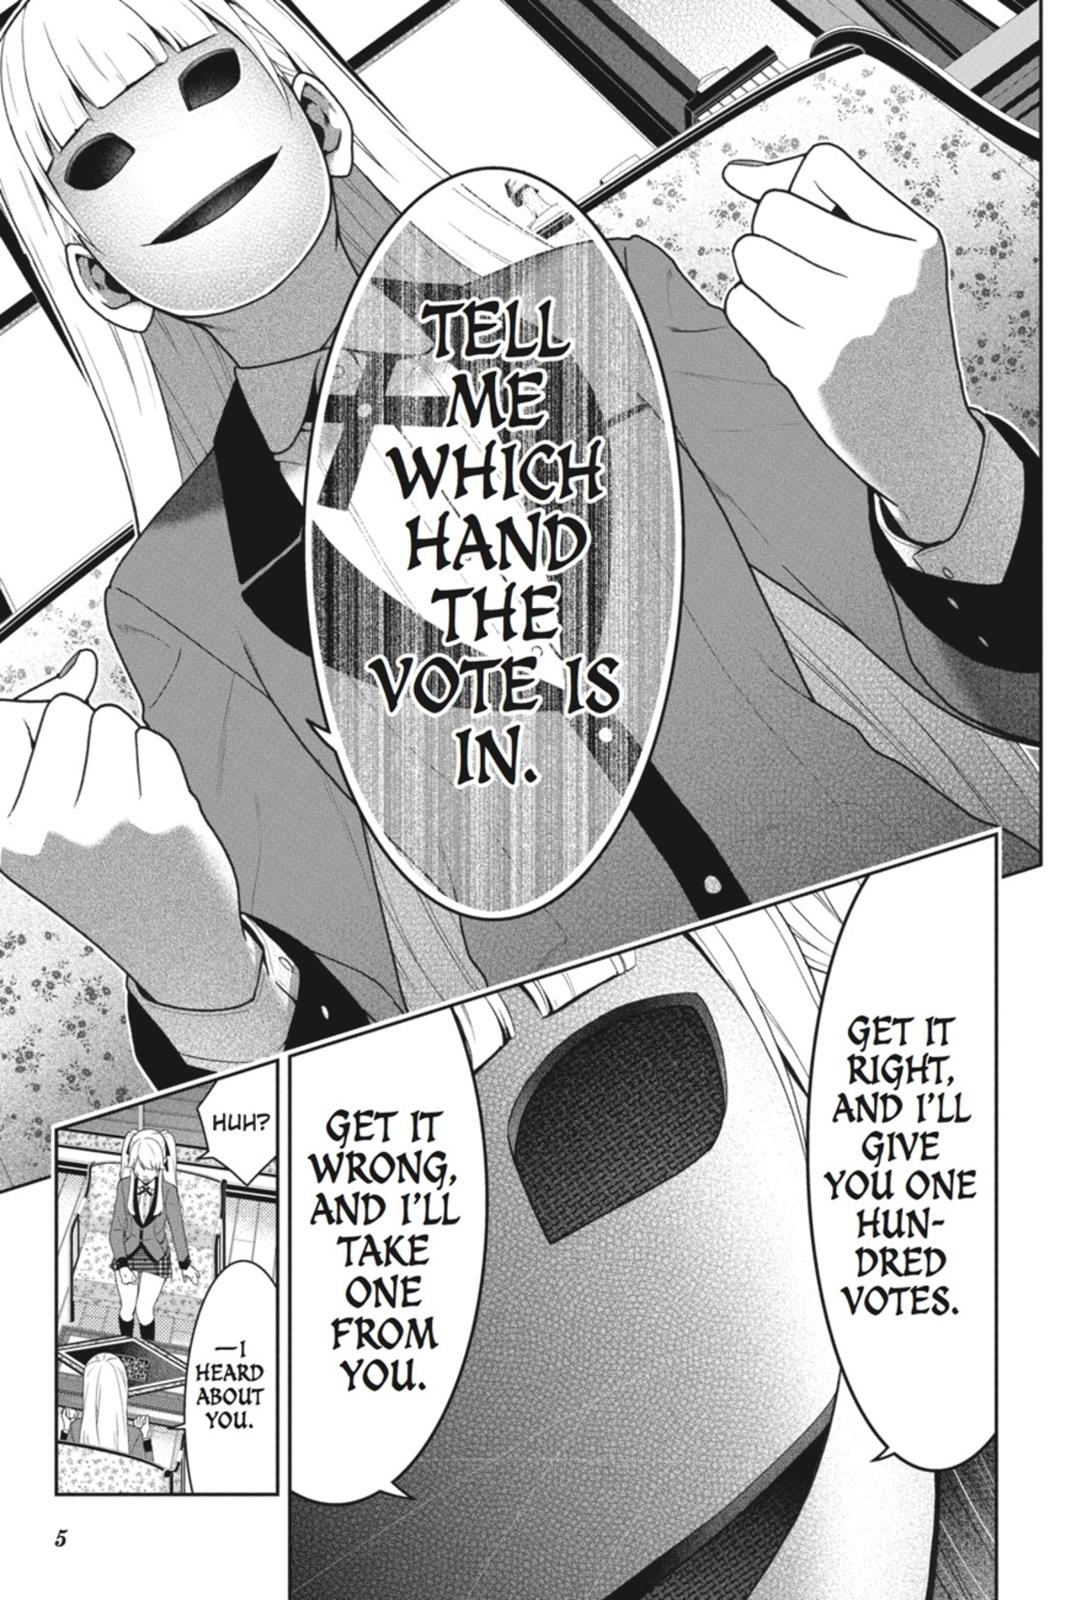 TELL
ME
WHICH
HAND
THE
VOTE IS
IN.
GET IT
RIGHT,
AND I'LL
GIVE
YOU ONE
HUN-
DRED
VOTES.
GET IT
WRONG,
AND I'LL
TAKE
ONE
FROM
YOU.
HUH?
—I
HEARD
ABOUT
YOU.
5